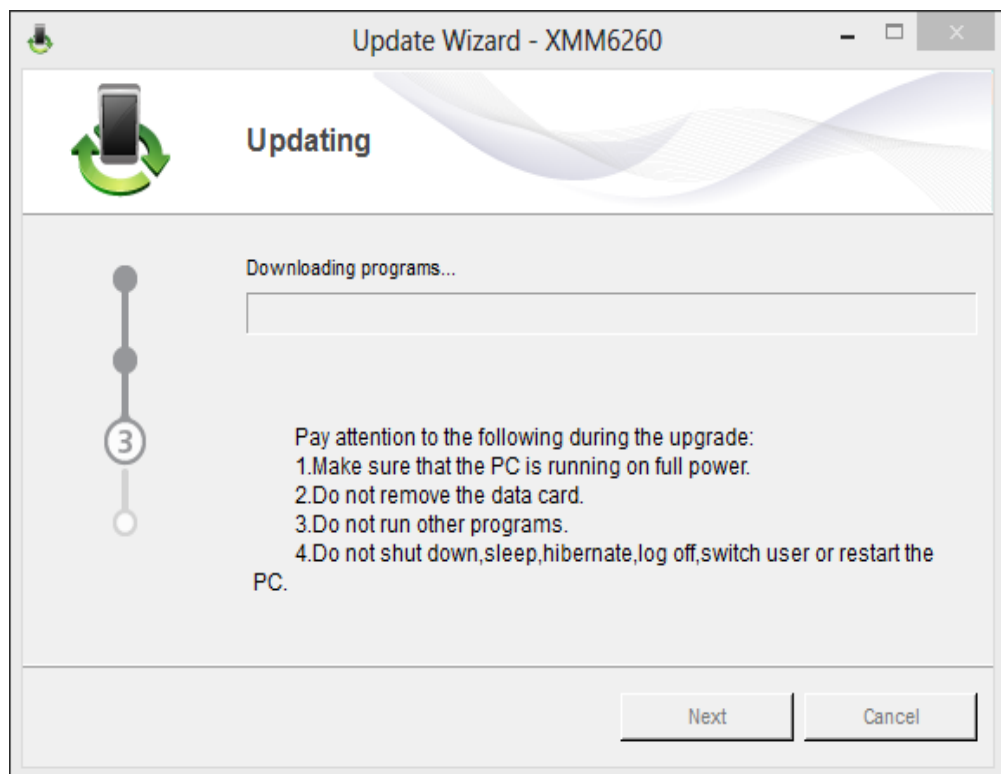 Update Wizard - XMM6260
Updating
Downloading programs...
3
Pay attention to the following during the upgrade:
1.Make sure that the PC is running on full power.
2.Do not remove the data card.
3.Do not run other programs.
4.Do not shut down,sleep,hibernate,log off,switch user or restart the
PC.
Next
Cancel